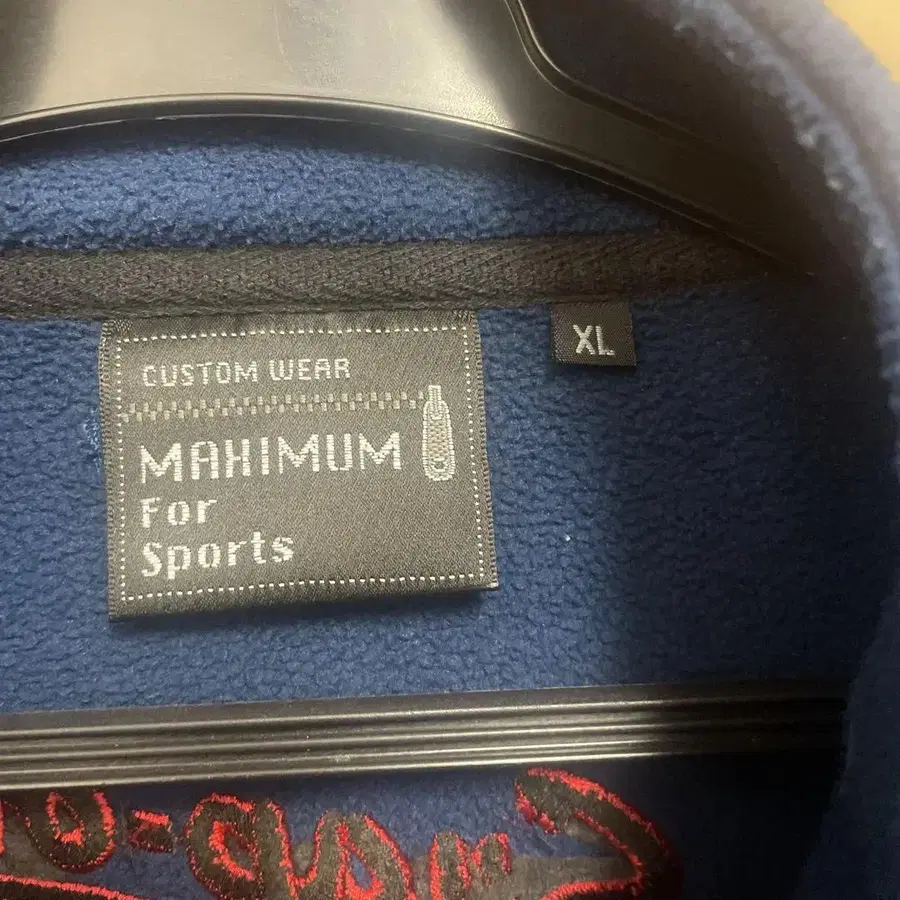 CUSTOM WEAR
MAXIMUM
For
Sports
XL